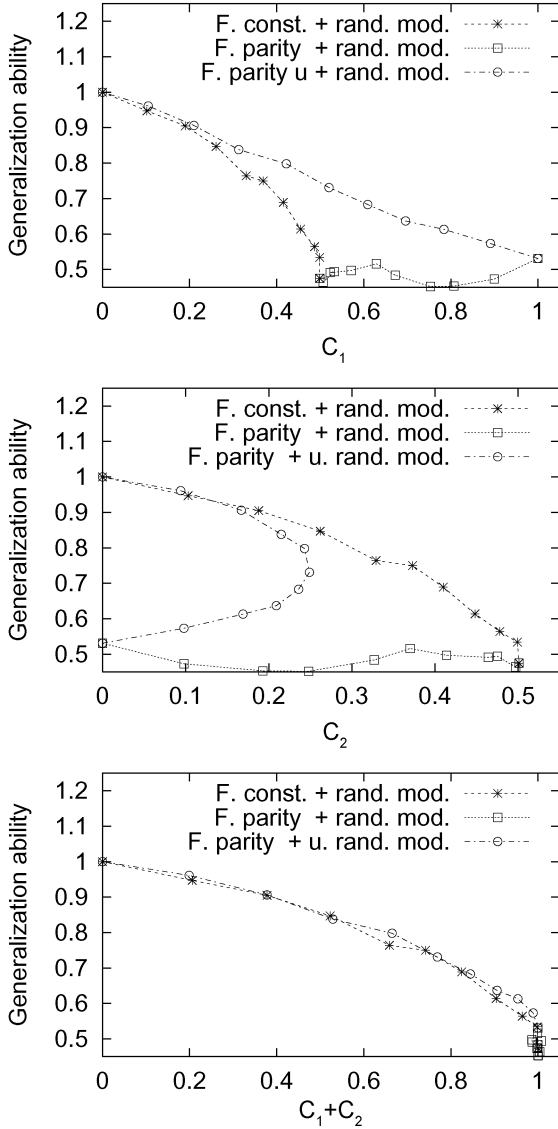 1.2
1.1
1
0.9
0.8
0.7
0.6
0.5
Generalization ability
F. const. + rand. mod.
F. parity + rand. mod.
F. parity u + rand. mod.
0 0.2 0.4 0.6 0.8 1
C1
1.2
1.1
1
0.9
0.8
0.7
0.6
0.5
Generalization ability
F. const. + rand. mod.
F. parity + rand. mod.
F. parity + u. rand. mod.
0 0.1 0.2 0.3 0.4 0.5
C2
1.2
1.1
1
0.9
0.8
0.7
0.6
0.5
Generalization ability
F. const. + rand. mod.
F. parity + rand. mod.
F. parity + u. rand. mod.
0 0.2 0.4 0.6 0.8 1
C1+C2